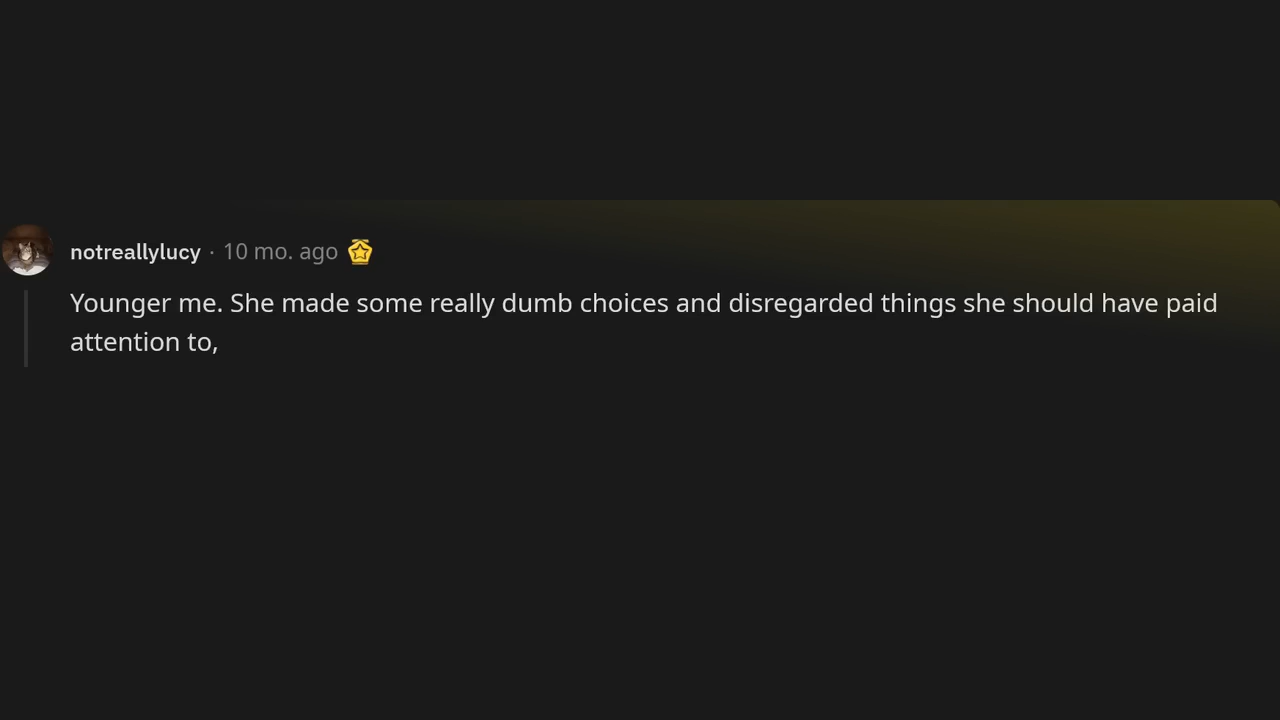 notreallylucy · 10 mo. ago
Younger me. She made some really dumb choices and disregarded things she should have paid
attention to,